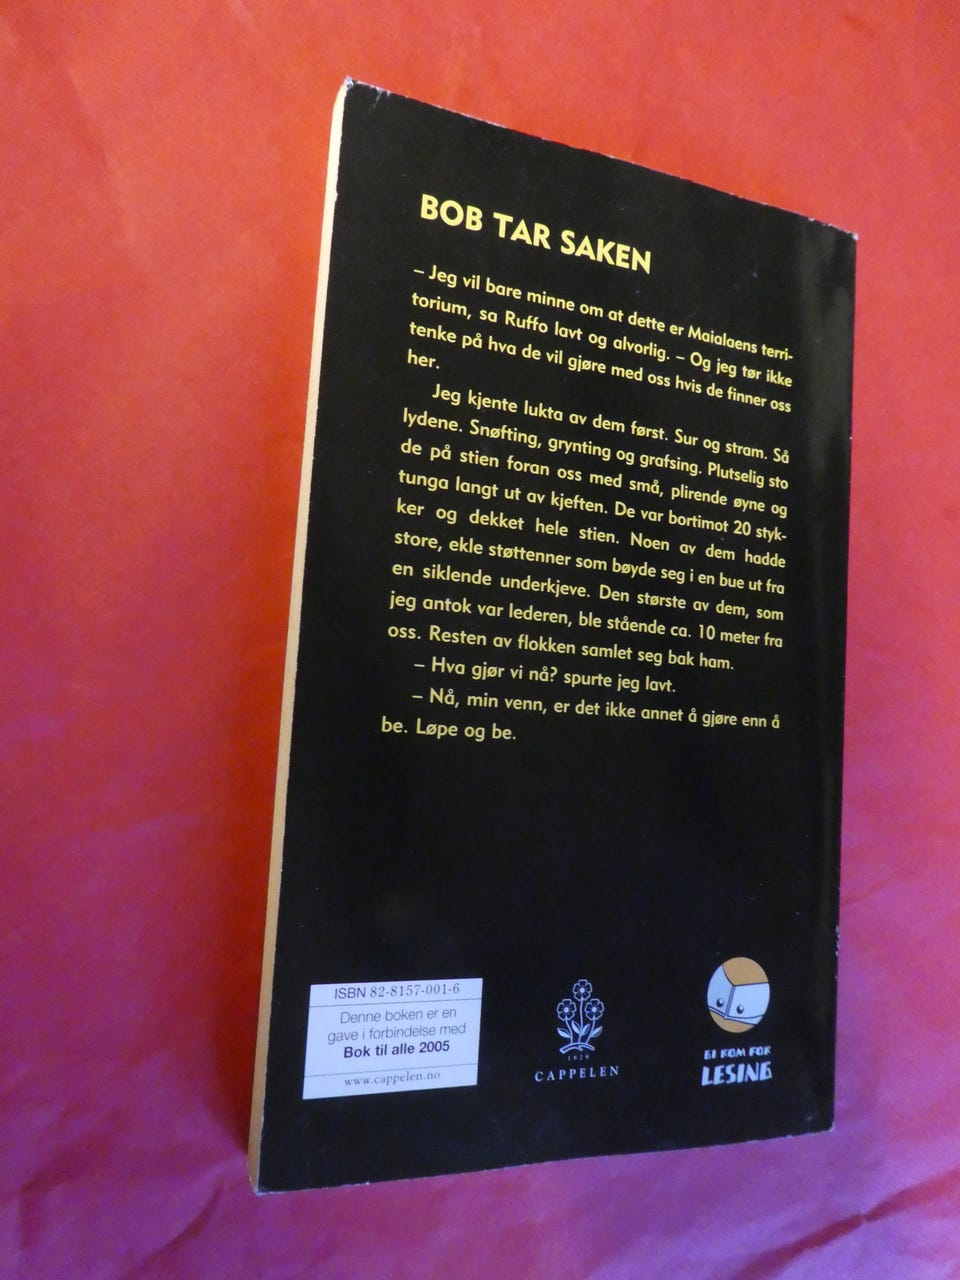 BOB TAR SAKEN
– Jeg vil bare minne om at dette er Maialaens terri-
torium, sa Ruffo lavt og alvorlig. – Og jeg tør ikke
tenke på hva de vil gjøre med oss hvis de finner oss
her.
Jeg kjente lukta av dem først. Sur og stram. Så
lydene. Snøfting, grynting og grafsing. Plutselig sto
de på stien foran oss med små, plirende øyne og
tunga langt ut av kjeften. De var bortimot 20 styk-
ker og dekket hele stien. Noen av dem hadde
store, ekle støttenner som bøyde seg i en bue ut fra
en siklende underkjeve. Den største av dem, som
jeg antok var lederen, ble stående ca. 10 meter fra
oss. Resten av flokken samlet seg bak ham.
– Hva gjør vi nå? spurte jeg lavt.
– Nå, min venn, er det ikke annet å gjøre enn å
be. Løpe og be.
ISBN 82-8157-001-6
Denne boken er en
gave i forbindelse med
Bok til alle 2005
www.cappelen.no
1829
CAPPELEN
!LES
LESING